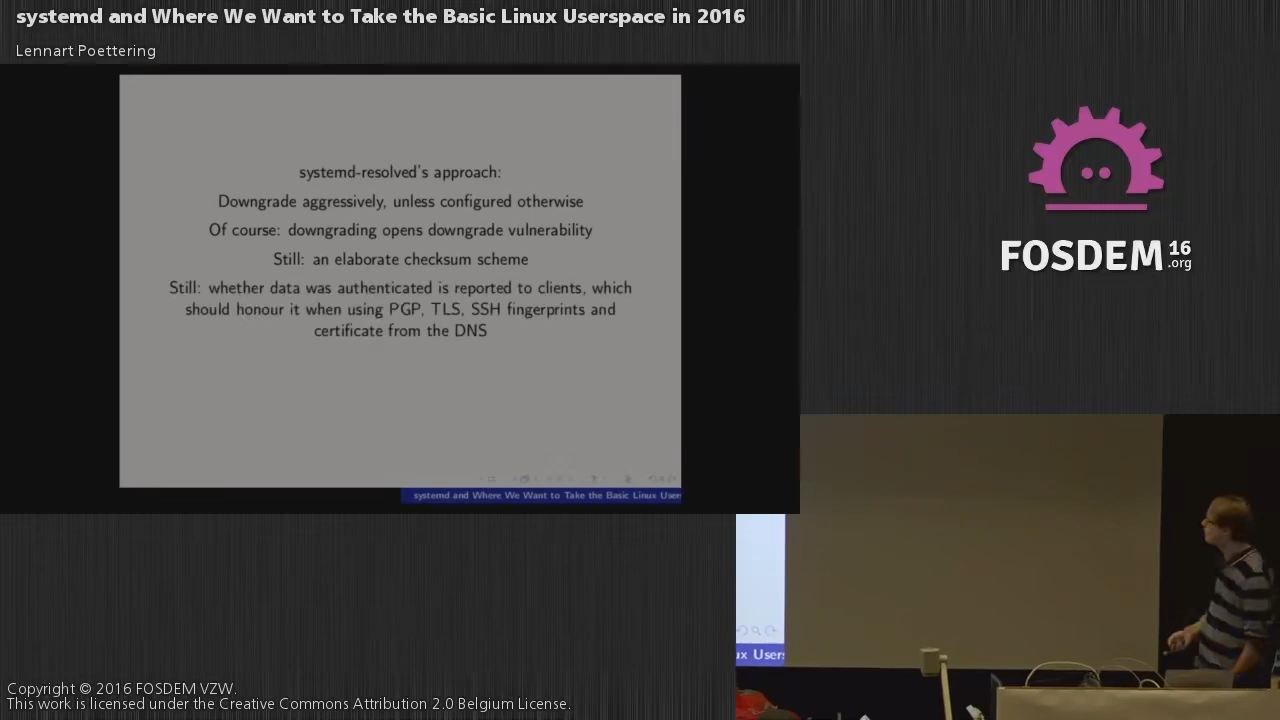 systemd and Where We Want to Take the Basic Linux Userspace in 2016
Lennart Poettering
systemd-resolved's approach:
Downgrade aggressively, unless configured otherwise
Of course: downgrading opens downgrade vulnerability
Still: an elaborate checksum scheme
Still: whether data was authenticated is reported to clients, which
should honour it when using PGP, TLS, SSH fingerprints and
certificate from the DNS
systemd and Where We Want to Take the Basic Linux User
FOSDEM 16
.org
ux Users
Copyright © 2016 FOSDEM VZW.
This work is licensed under the Creative Commons Attribution 2.0 Belgium License.